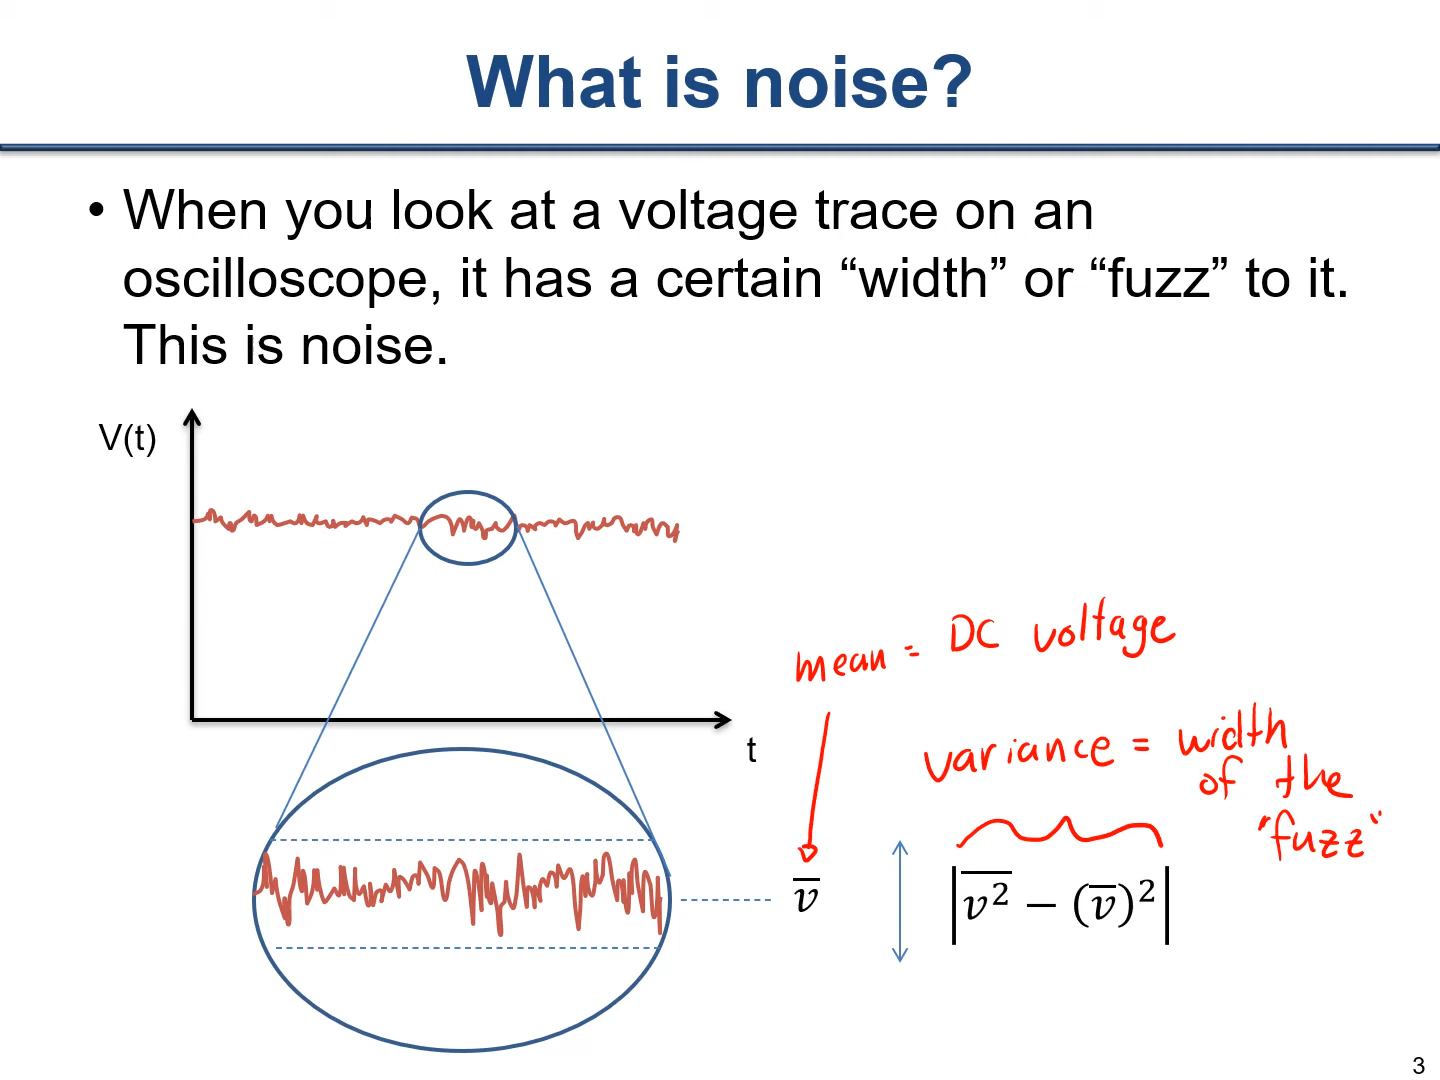 What is noise?
• When you look at a voltage trace on an
oscilloscope, it has a certain “width” or “fuzz” to it.
This is noise.
V(t)
t
mean = DC voltage
variance = width
of the
"fuzz"
v̅
|v̅²̅ − (v̅)²|
3